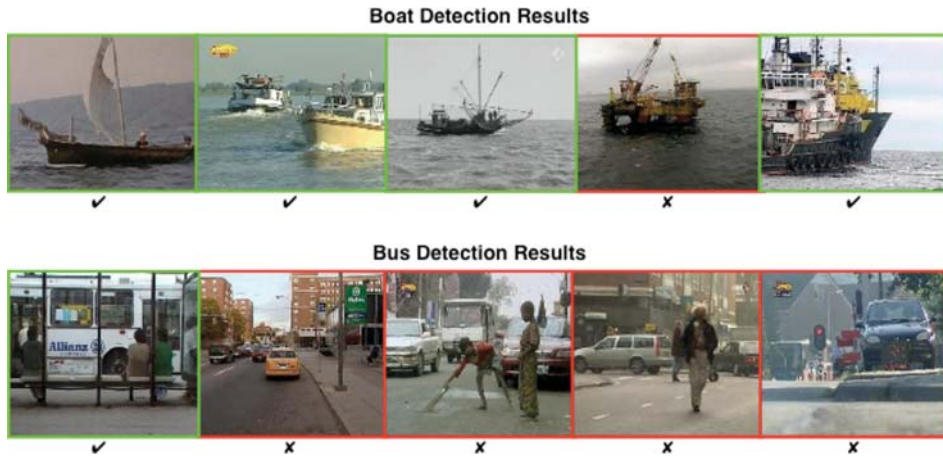 Boat Detection Results
✔ ✔ ✔ ✘ ✔
Bus Detection Results
Allianz
✔ ✘ ✘ ✘ ✘